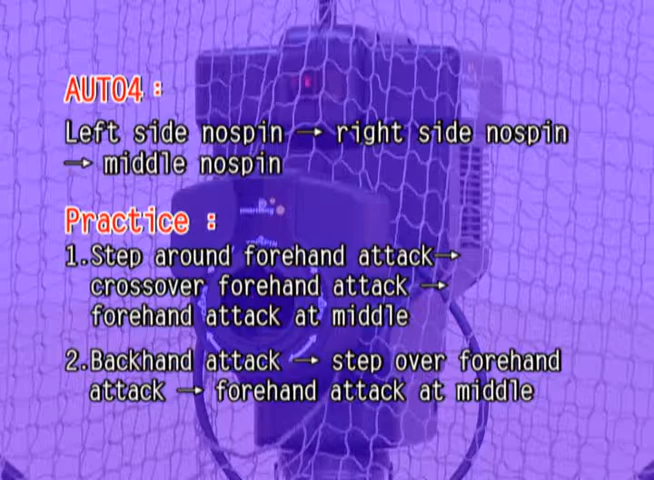 AUTO4 :
Left side nospin → right side nospin
→ middle nospin
Practice :
1.Step around forehand attack→
crossover forehand attack →
forehand attack at middle
2.Backhand attack → step over forehand
attack → forehand attack at middle